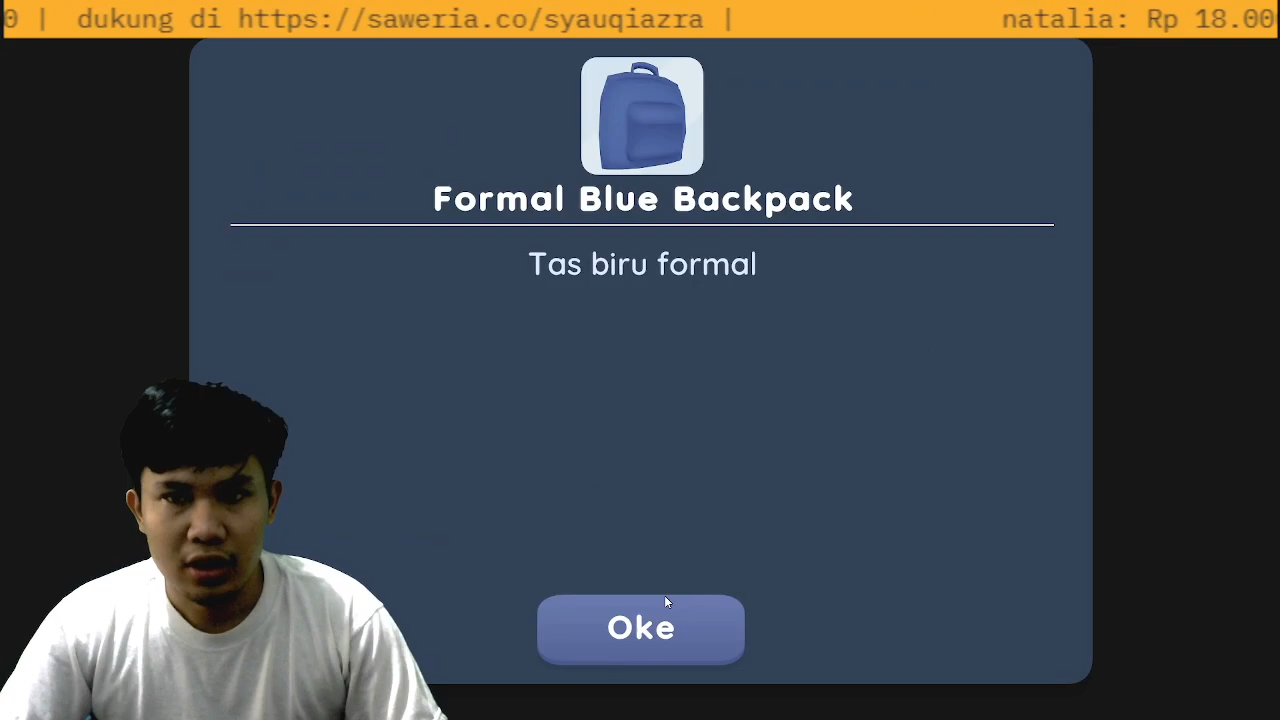 0 | dukung di https://saweria.co/syauqiazra | natalia: Rp 18.00
Formal Blue Backpack
Tas biru formal
Oke